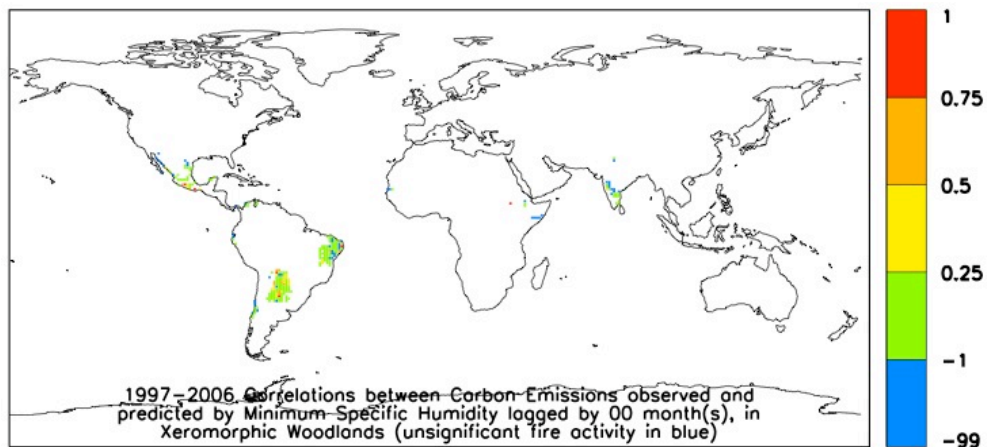 1
0.75
0.5
0.25
-1
-99
1997-2006 Correlations between Carbon Emissions observed and
predicted by Minimum Specific Humidity lagged by 00 month(s), in
Xeromorphic Woodlands (unsignificant fire activity in blue)